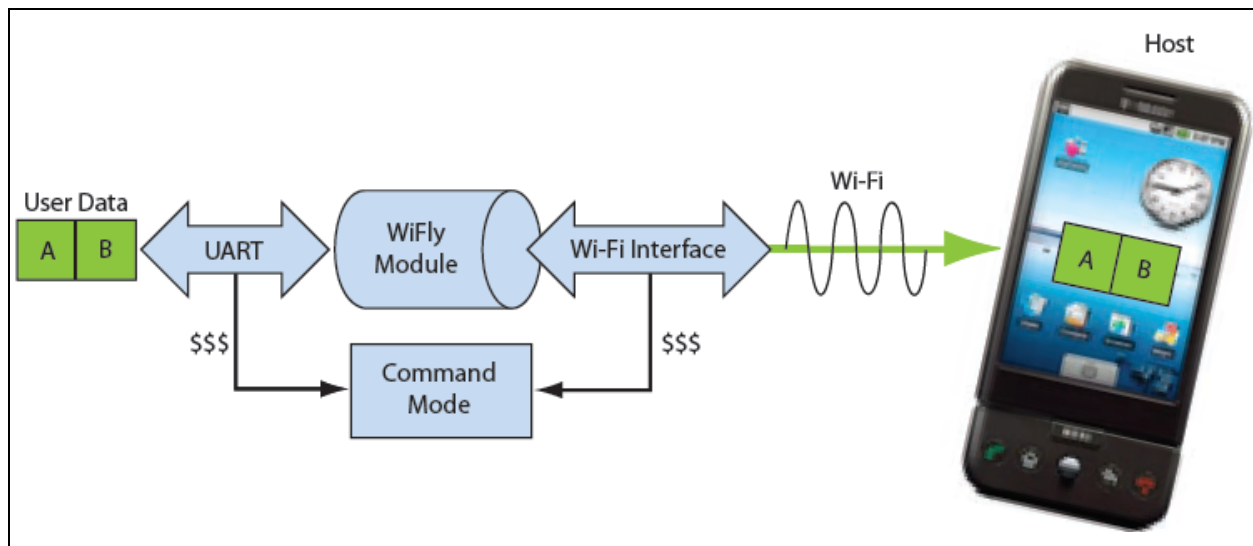 Host
Wi-Fi
User Data
A B
UART
WiFly
Module
Wi-Fi Interface
A B
$$$
$$$
Command
Mode